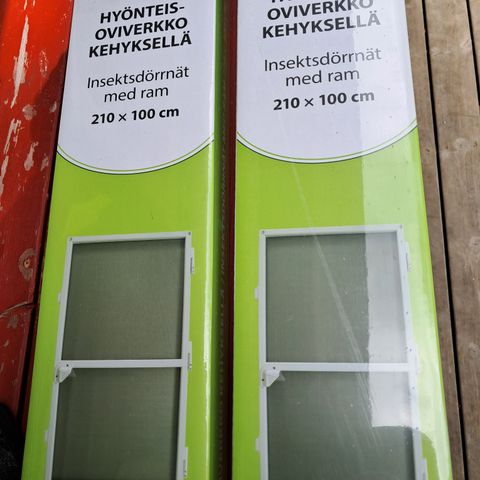 HYÖNTEIS-
OVIVERKKO
KEHYKSELLÄ
Insektsdörrnät
med ram
210 × 100 cm
OVIVERKKO
KEHYKSELLÄ
Insektsdörrnät
med ram
210 × 100 cm